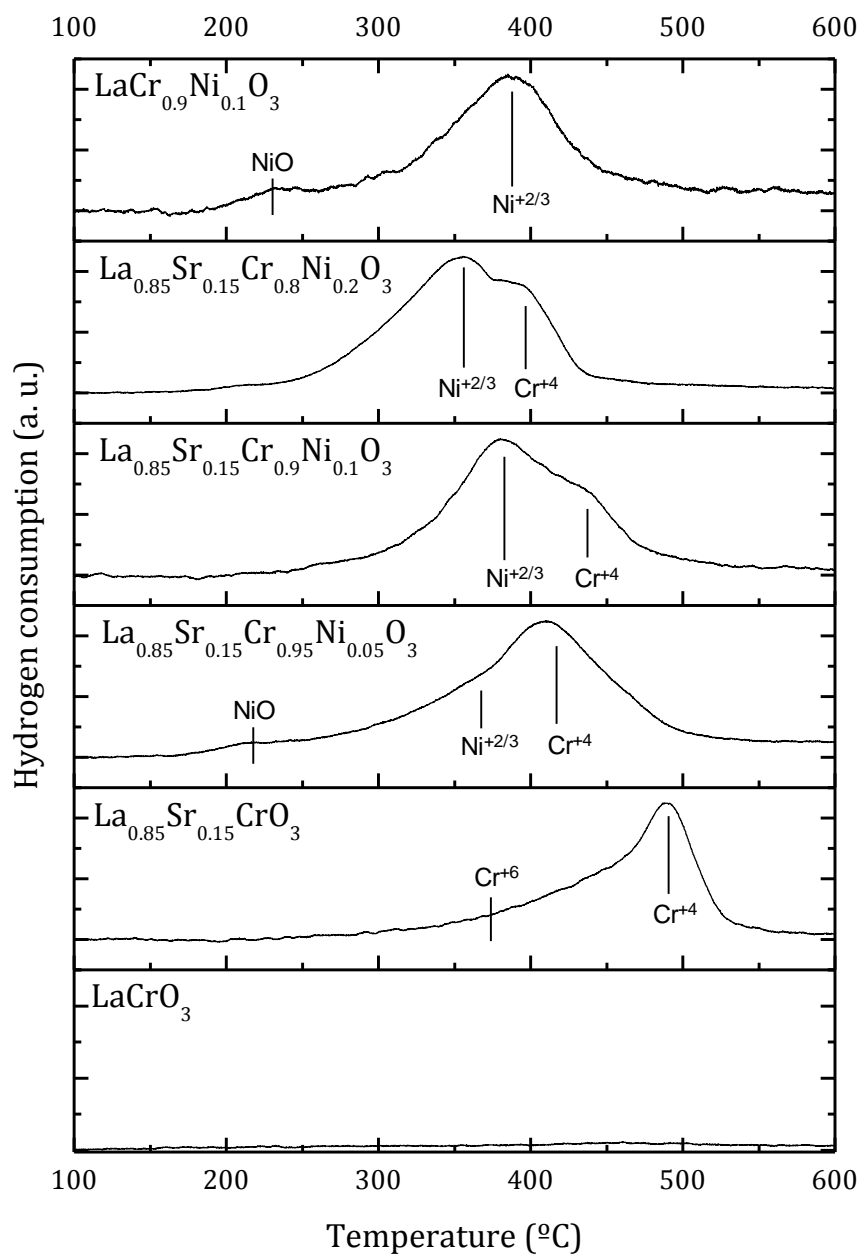 100 200 300 400 500 600
LaCr₀.₉Ni₀.₁O₃
NiO
Ni⁺²/³
La₀.₈₅Sr₀.₁₅Cr₀.₈Ni₀.₂O₃
Ni⁺²/³ Cr⁺⁴
La₀.₈₅Sr₀.₁₅Cr₀.₉Ni₀.₁O₃
Ni⁺²/³ Cr⁺⁴
La₀.₈₅Sr₀.₁₅Cr₀.₉₅Ni₀.₀₅O₃
NiO
Ni⁺²/³ Cr⁺⁴
La₀.₈₅Sr₀.₁₅CrO₃
Cr⁺⁶
Cr⁺⁴
LaCrO₃
100 200 300 400 500 600
Temperature (ºC)
Hydrogen consumption (a. u.)